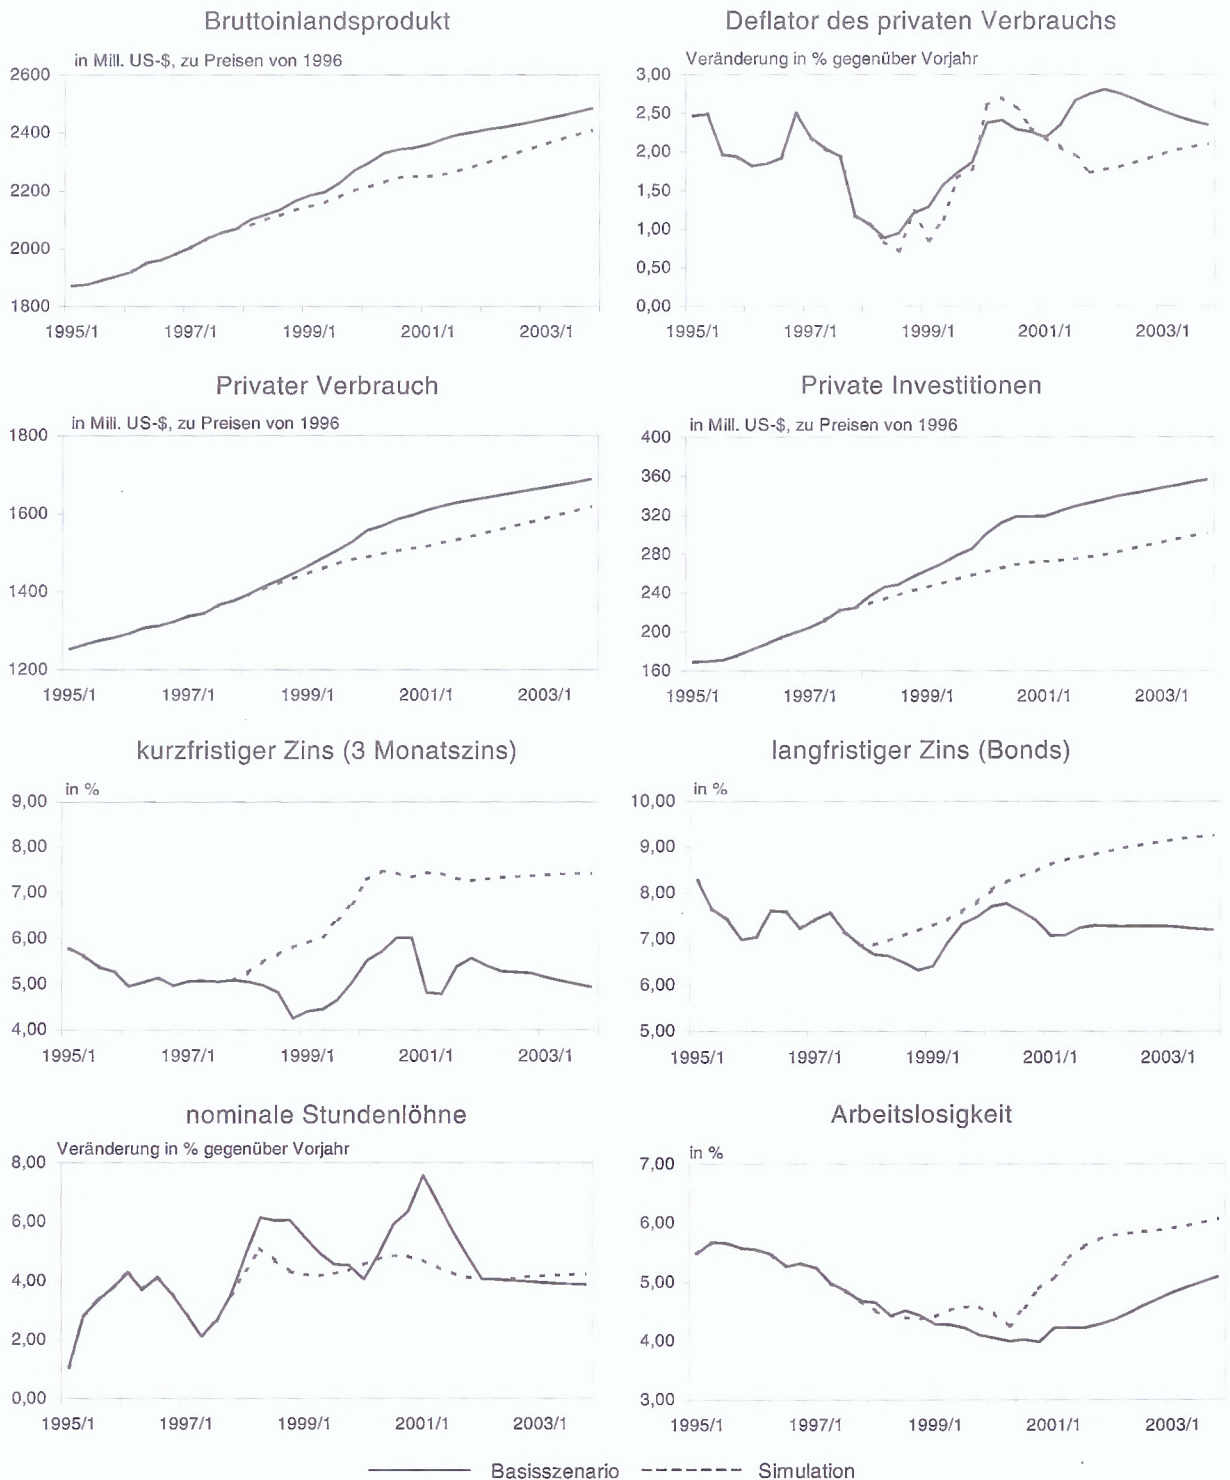 Bruttoinlandsprodukt
in Mill. US-$, zu Preisen von 1996
2600
2400
2200
2000
1800
1995/1 1997/1 1999/1 2001/1 2003/1
Deflator des privaten Verbrauchs
Veränderung in % gegenüber Vorjahr
3,00
2,50
2,00
1,50
1,00
0,50
0,00
1995/1 1997/1 1999/1 2001/1 2003/1
Privater Verbrauch
in Mill. US-$, zu Preisen von 1996
1800
1600
1400
1200
1995/1 1997/1 1999/1 2001/1 2003/1
Private Investitionen
in Mill. US-$, zu Preisen von 1996
400
360
320
280
240
200
160
1995/1 1997/1 1999/1 2001/1 2003/1
kurzfristiger Zins (3 Monatszins)
in %
9,00
8,00
7,00
6,00
5,00
4,00
1995/1 1997/1 1999/1 2001/1 2003/1
langfristiger Zins (Bonds)
in %
10,00
9,00
8,00
7,00
6,00
5,00
1995/1 1997/1 1999/1 2001/1 2003/1
nominale Stundenlöhne
Veränderung in % gegenüber Vorjahr
8,00
6,00
4,00
2,00
0,00
1995/1 1997/1 1999/1 2001/1 2003/1
Arbeitslosigkeit
in %
7,00
6,00
5,00
4,00
3,00
1995/1 1997/1 1999/1 2001/1 2003/1
Basisszenario Simulation